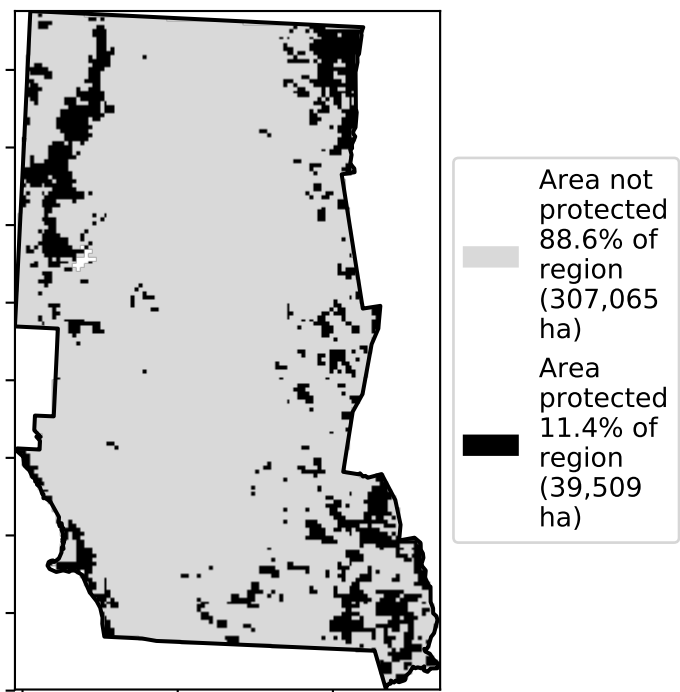 Area not
protected
88.6% of
region
(307,065
ha)
Area
protected
11.4% of
region
(39,509
ha)